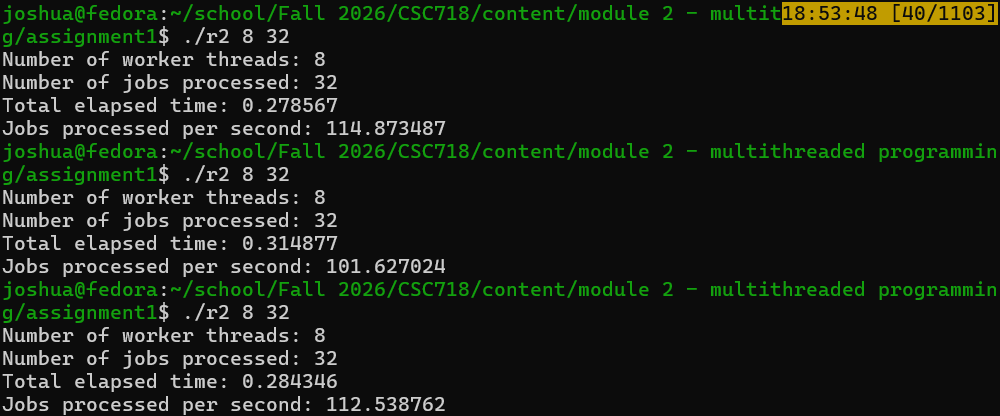 joshua@fedora:~/school/Fall 2026/CSC718/content/module 2 - multit18:53:48 [40/1103]
g/assignment1$ ./r2 8 32
Number of worker threads: 8
Number of jobs processed: 32
Total elapsed time: 0.278567
Jobs processed per second: 114.873487
joshua@fedora:~/school/Fall 2026/CSC718/content/module 2 - multithreaded programmin
g/assignment1$ ./r2 8 32
Number of worker threads: 8
Number of jobs processed: 32
Total elapsed time: 0.314877
Jobs processed per second: 101.627024
joshua@fedora:~/school/Fall 2026/CSC718/content/module 2 - multithreaded programmin
g/assignment1$ ./r2 8 32
Number of worker threads: 8
Number of jobs processed: 32
Total elapsed time: 0.284346
Jobs processed per second: 112.538762